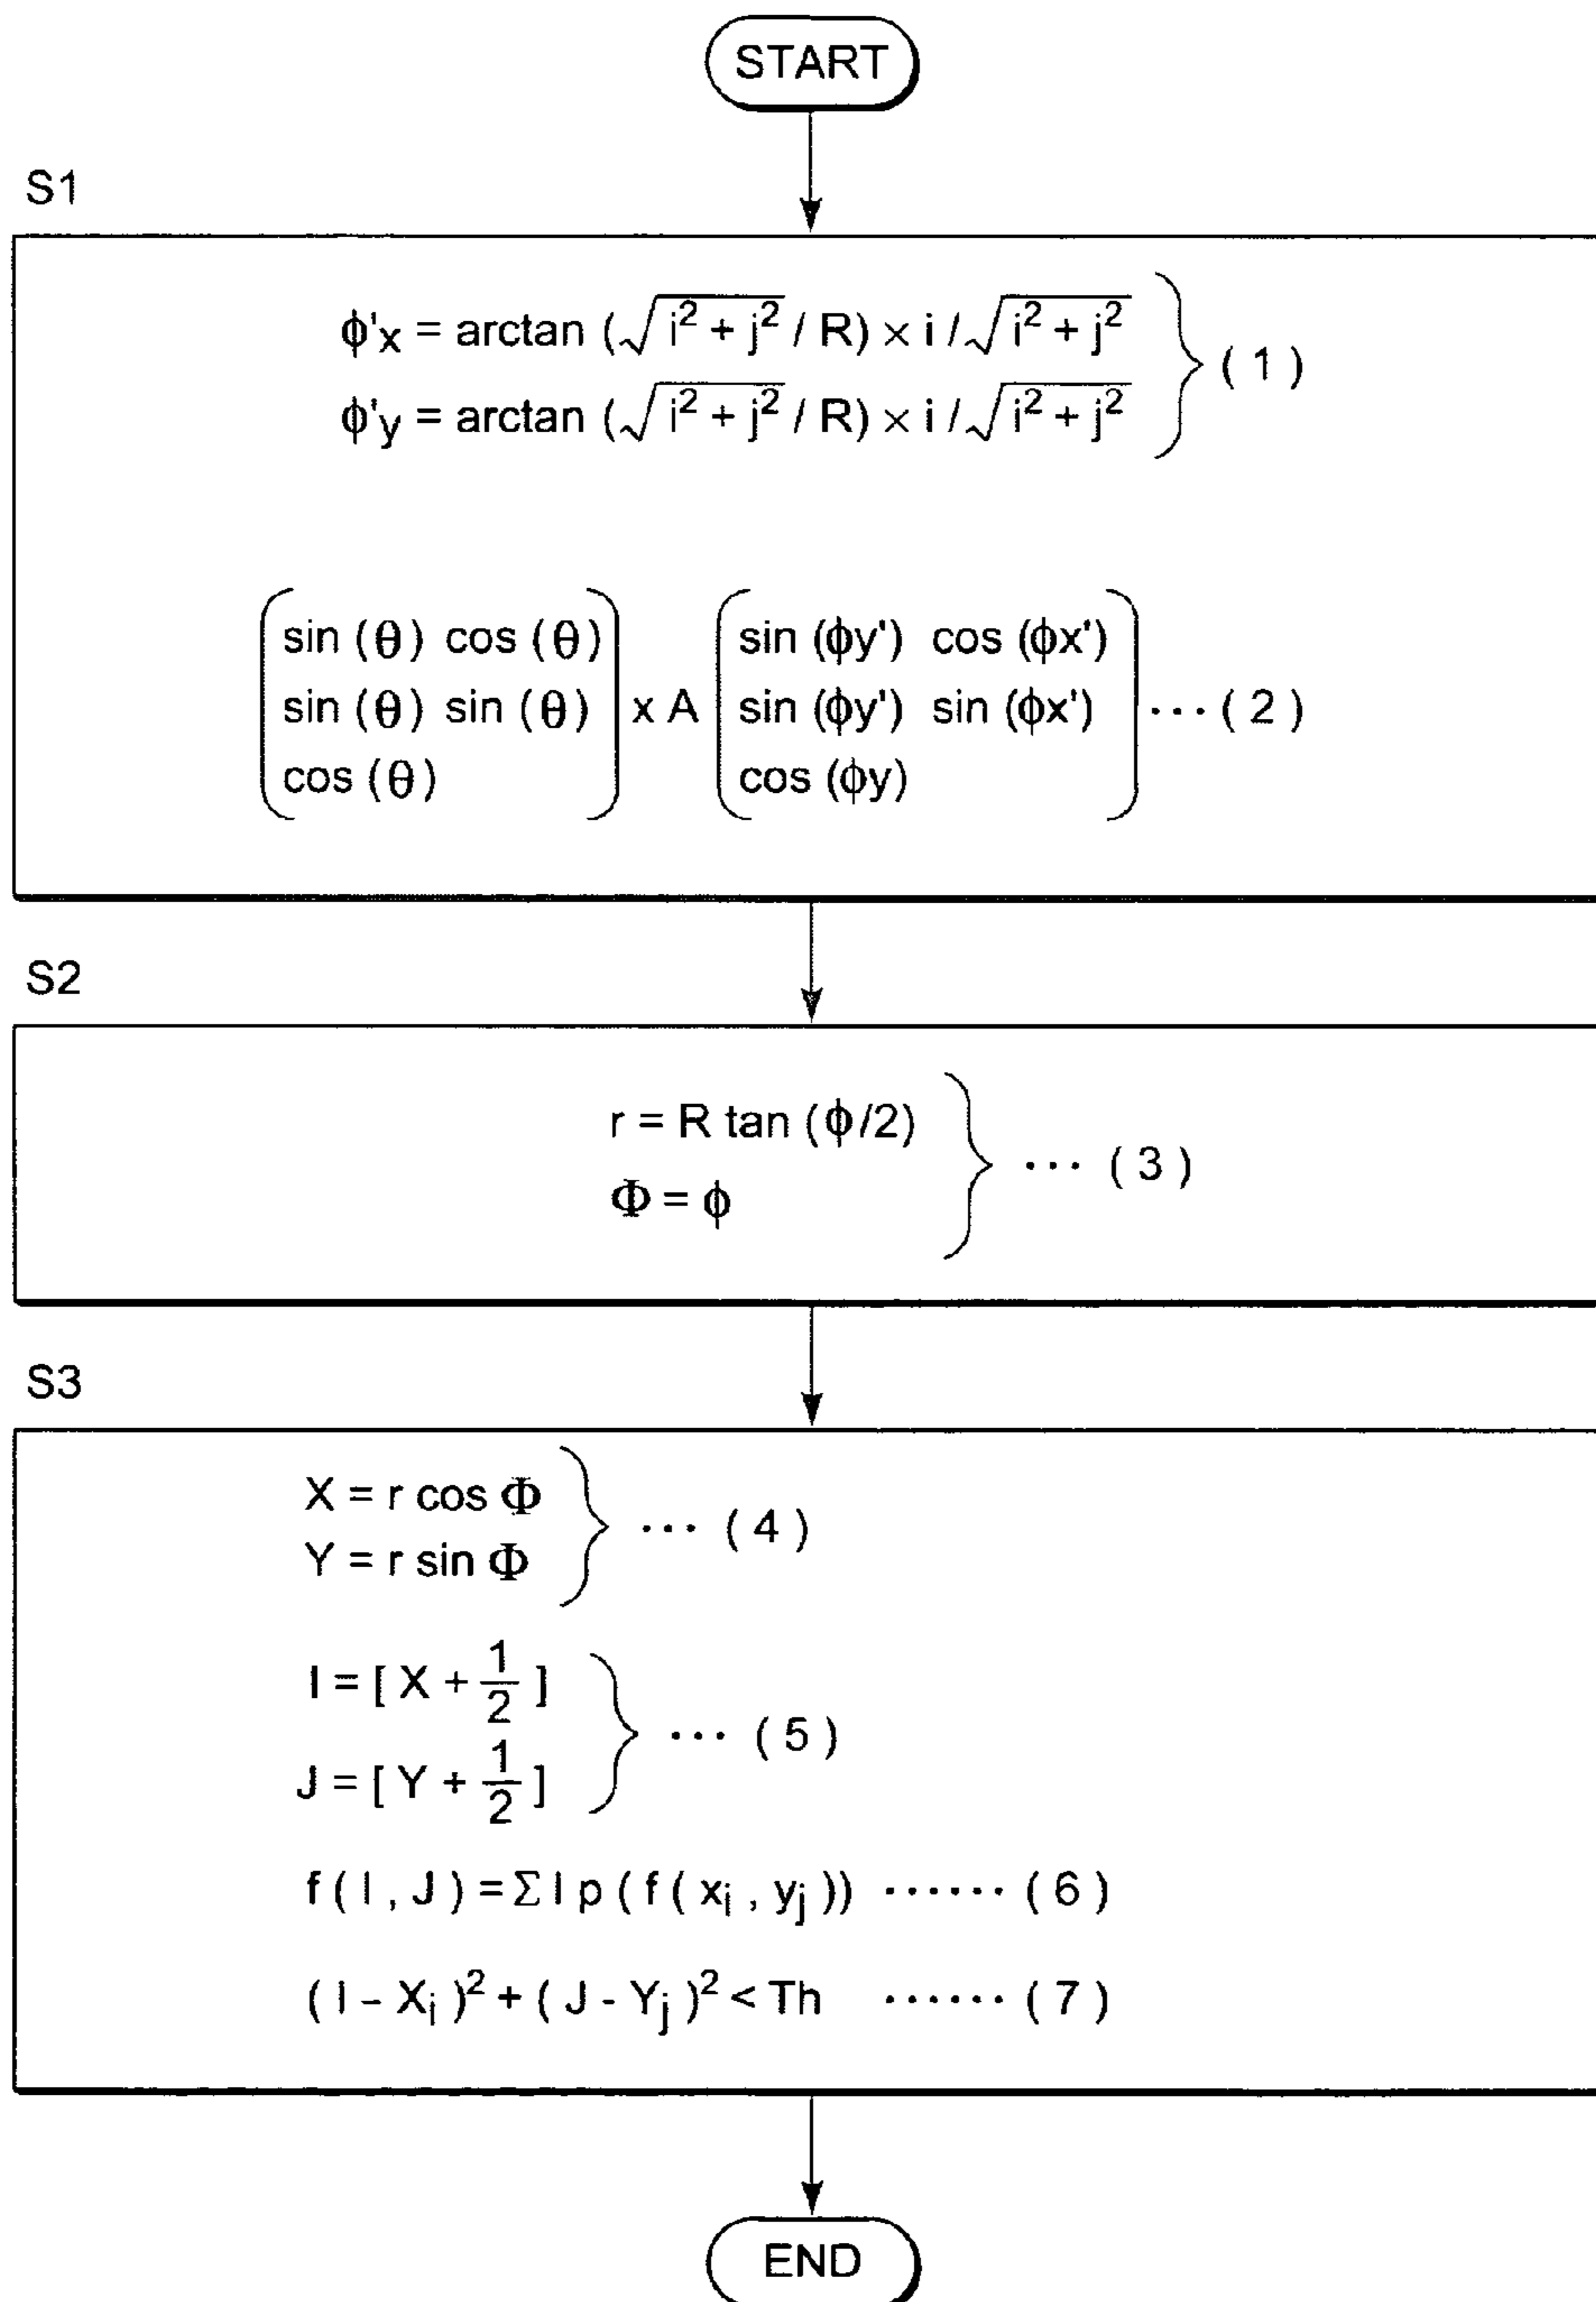 START
S1
ϕ'x = arctan (√i² + j² / R) × i / √i² + j²
ϕ'y = arctan (√i² + j² / R) × i / √i² + j²
( 1 )
sin (θ) cos (θ)
sin (θ) sin (θ)
cos (θ)
x A
sin (ϕy') cos (ϕx')
sin (ϕy') sin (ϕx')
cos (ϕy)
··· ( 2 )
S2
r = R tan (ϕ/2)
Φ = ϕ
··· ( 3 )
S3
X = r cos Φ
Y = r sin Φ
··· ( 4 )
I = [ X + 1/2 ]
J = [ Y + 1/2 ]
··· ( 5 )
f ( I , J ) = Σ I p ( f ( xi , yj )) ······ ( 6 )
( I - Xi )² + ( J - Yj )² < Th ······ ( 7 )
END